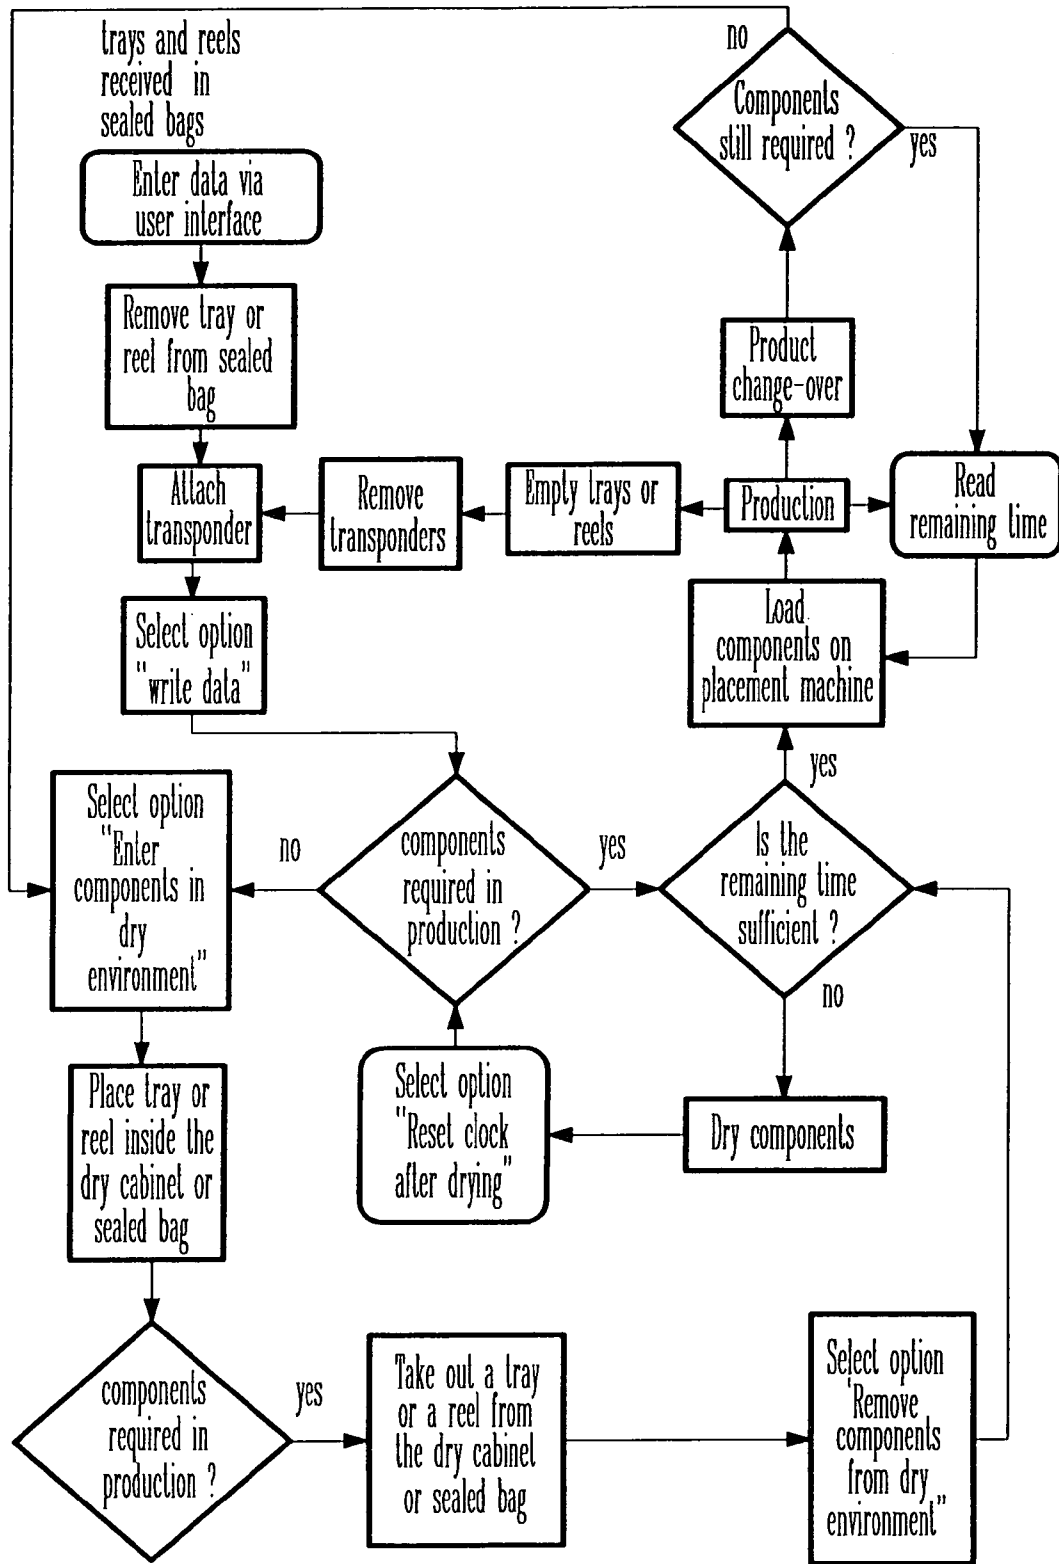 trays and reels
received in
sealed bags
Enter data via
user interface
Remove tray or
reel from sealed
bag
Attach
transponder
Remove
transponders
Empty trays or
reels
Production
Product
change-over
no
Components
still required ?
yes
Read
remaining time
Load
components on
placement machine
Select option
"write data"
yes
Select option
"Enter
components in
dry
environment"
no
components
required in
production ?
yes
Is the
remaining time
sufficient ?
no
Select option
"Reset clock
after drying"
Dry components
Place tray or
reel inside the
dry cabinet or
sealed bag
components
required in
production ?
yes
Take out a tray
or a reel from
the dry cabinet
or sealed bag
Select option
'Remove
components
from dry
environment"